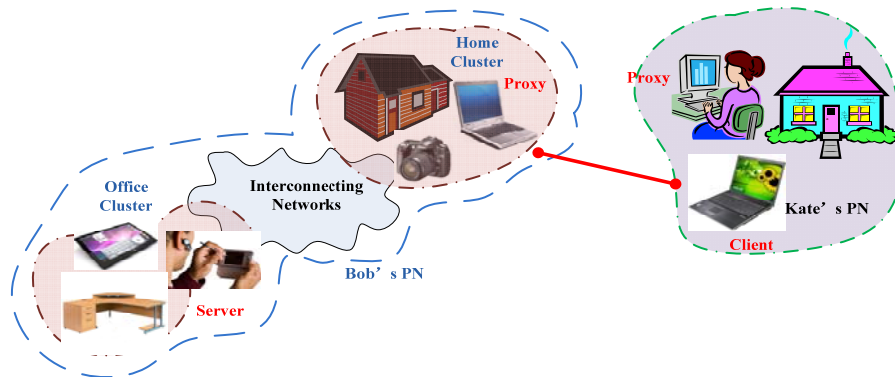 Home
Cluster
Proxy
Proxy
Interconnecting
Networks
Office
Cluster
Kate’s PN
Client
Bob’s PN
Server